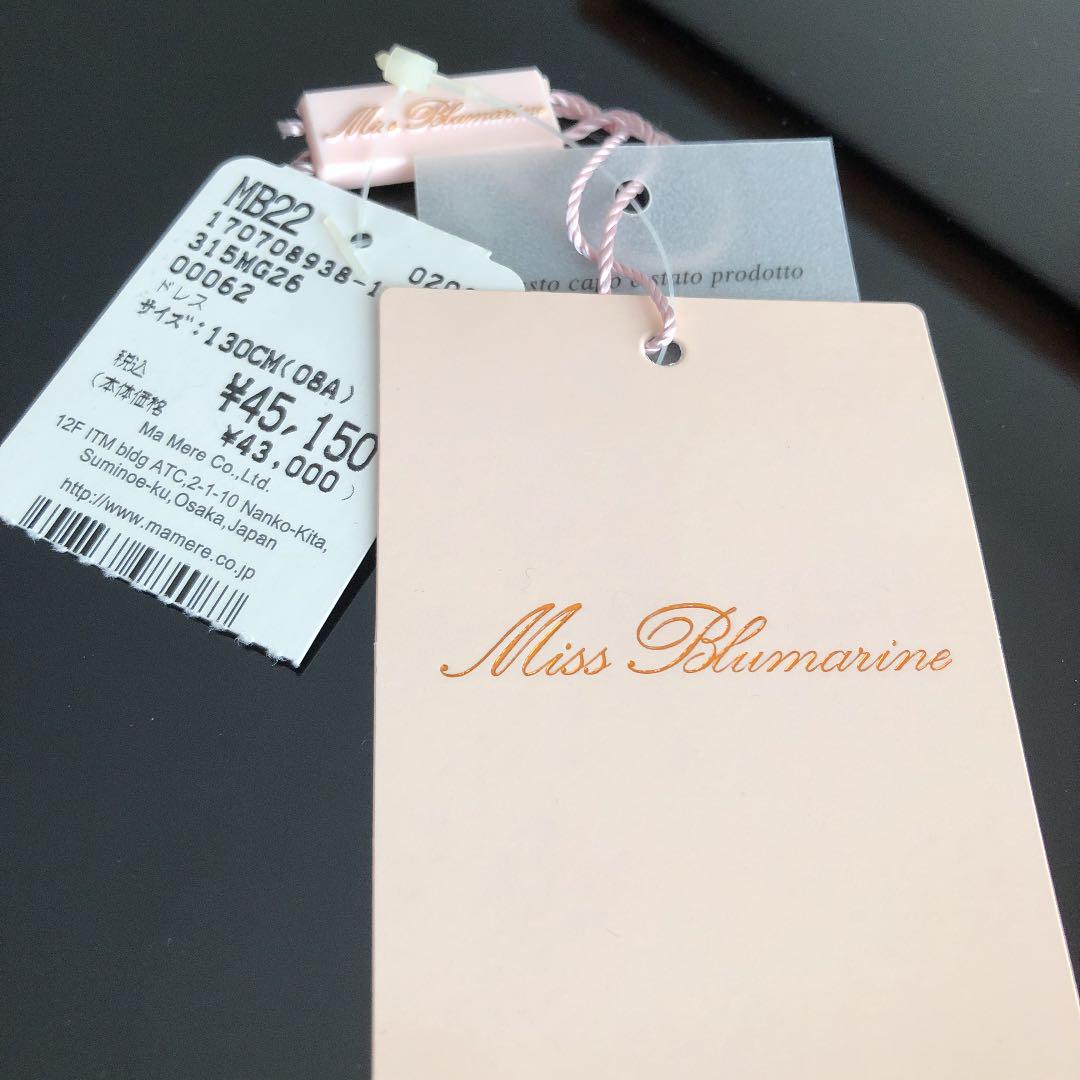 Miss Blumarine
MB22
170708938-1
315MG26
00062
ドレス
サイズ:130CM(08A)
税込 ¥45,150
(本体価格 ¥43,000)
Ma Mere Co.,Ltd.
12F ITM bldg ATC,2-1-10 Nanko-Kita,
Suminoe-ku,Osaka,Japan
http://www.mamere.co.jp
stato prodotto
Miss Blumarine